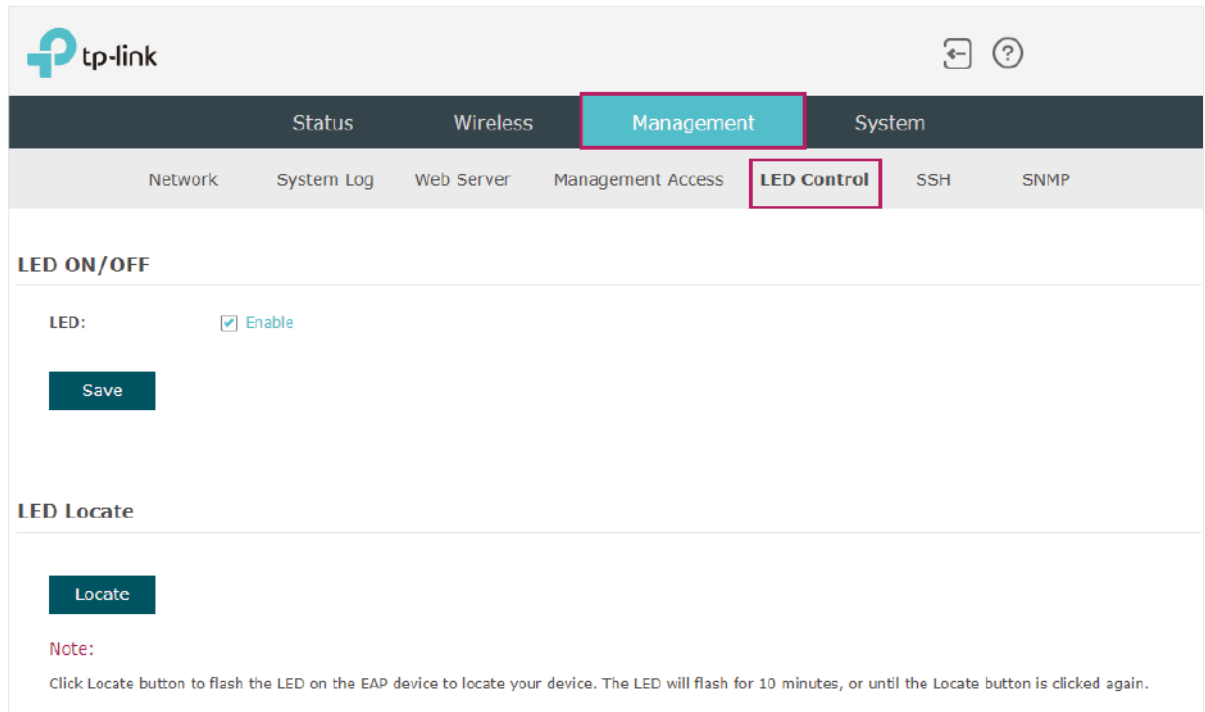 tp-link
Status Wireless Management System
Network System Log Web Server Management Access LED Control SSH SNMP
LED ON/OFF
LED: Enable
Save
LED Locate
Locate
Note:
Click Locate button to flash the LED on the EAP device to locate your device. The LED will flash for 10 minutes, or until the Locate button is clicked again.